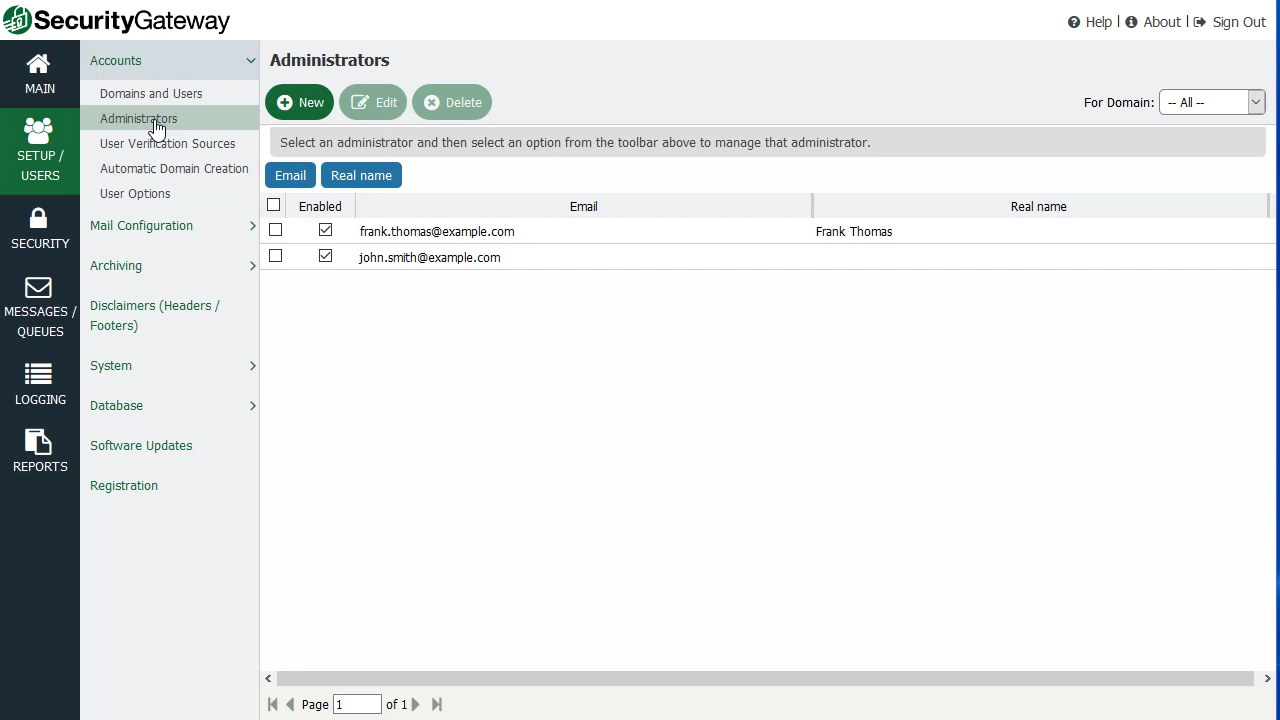 SecurityGateway
Help | About | Sign Out
MAIN
SETUP /
USERS
SECURITY
MESSAGES /
QUEUES
LOGGING
REPORTS
Accounts
Domains and Users
Administrators
User Verification Sources
Automatic Domain Creation
User Options
Mail Configuration
Archiving
Disclaimers (Headers /
Footers)
System
Database
Software Updates
Registration
Administrators
New Edit Delete
For Domain: -- All --
Select an administrator and then select an option from the toolbar above to manage that administrator.
Email Real name
Enabled Email Real name
frank.thomas@example.com Frank Thomas
john.smith@example.com
Page 1 of 1